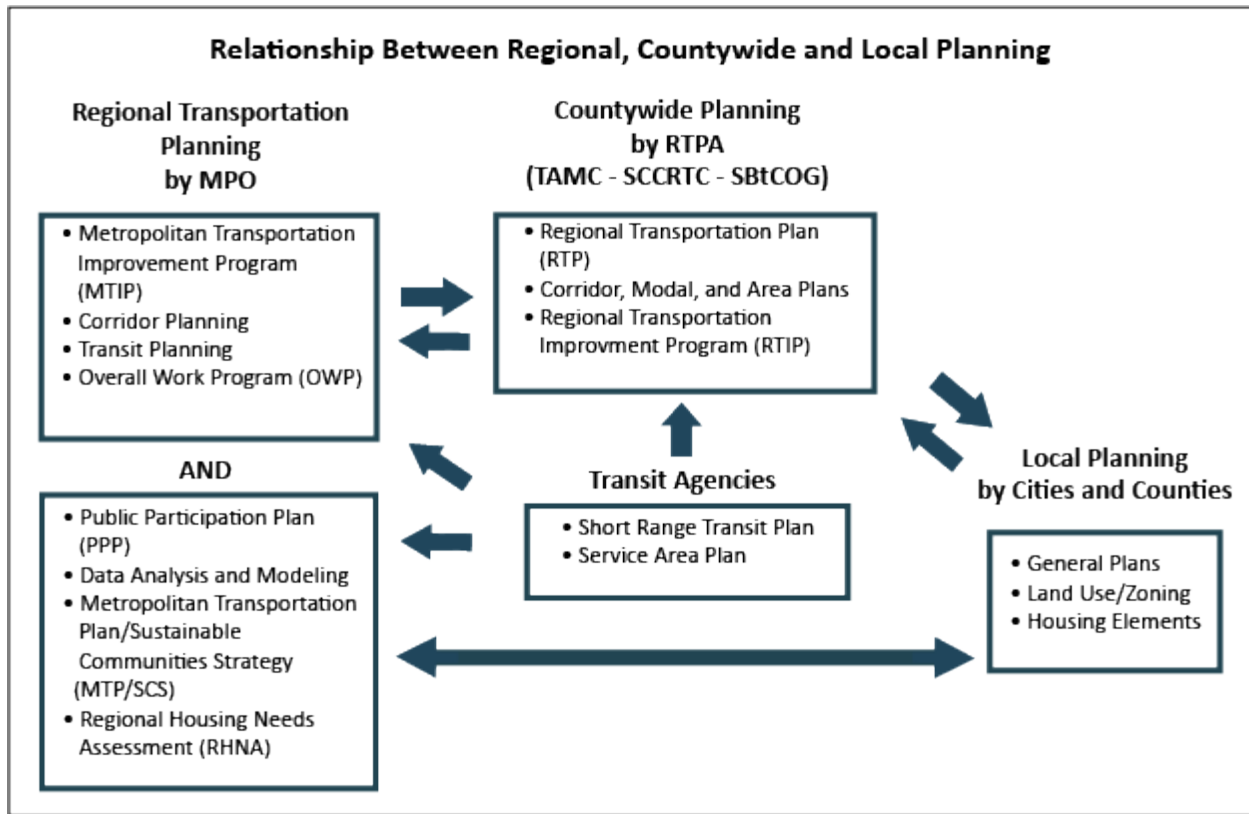 Relationship Between Regional, Countywide and Local Planning
Regional Transportation
Planning
by MPO
• Metropolitan Transportation
Improvement Program
(MTIP)
• Corridor Planning
• Transit Planning
• Overall Work Program (OWP)
AND
• Public Participation Plan
(PPP)
• Data Analysis and Modeling
• Metropolitan Transportation
Plan/Sustainable
Communities Strategy
(MTP/SCS)
• Regional Housing Needs
Assessment (RHNA)
Countywide Planning
by RTPA
(TAMC - SCCRTC - SBtCOG)
• Regional Transportation Plan
(RTP)
• Corridor, Modal, and Area Plans
• Regional Transportation
Improvment Program (RTIP)
Transit Agencies
• Short Range Transit Plan
• Service Area Plan
Local Planning
by Cities and Counties
• General Plans
• Land Use/Zoning
• Housing Elements